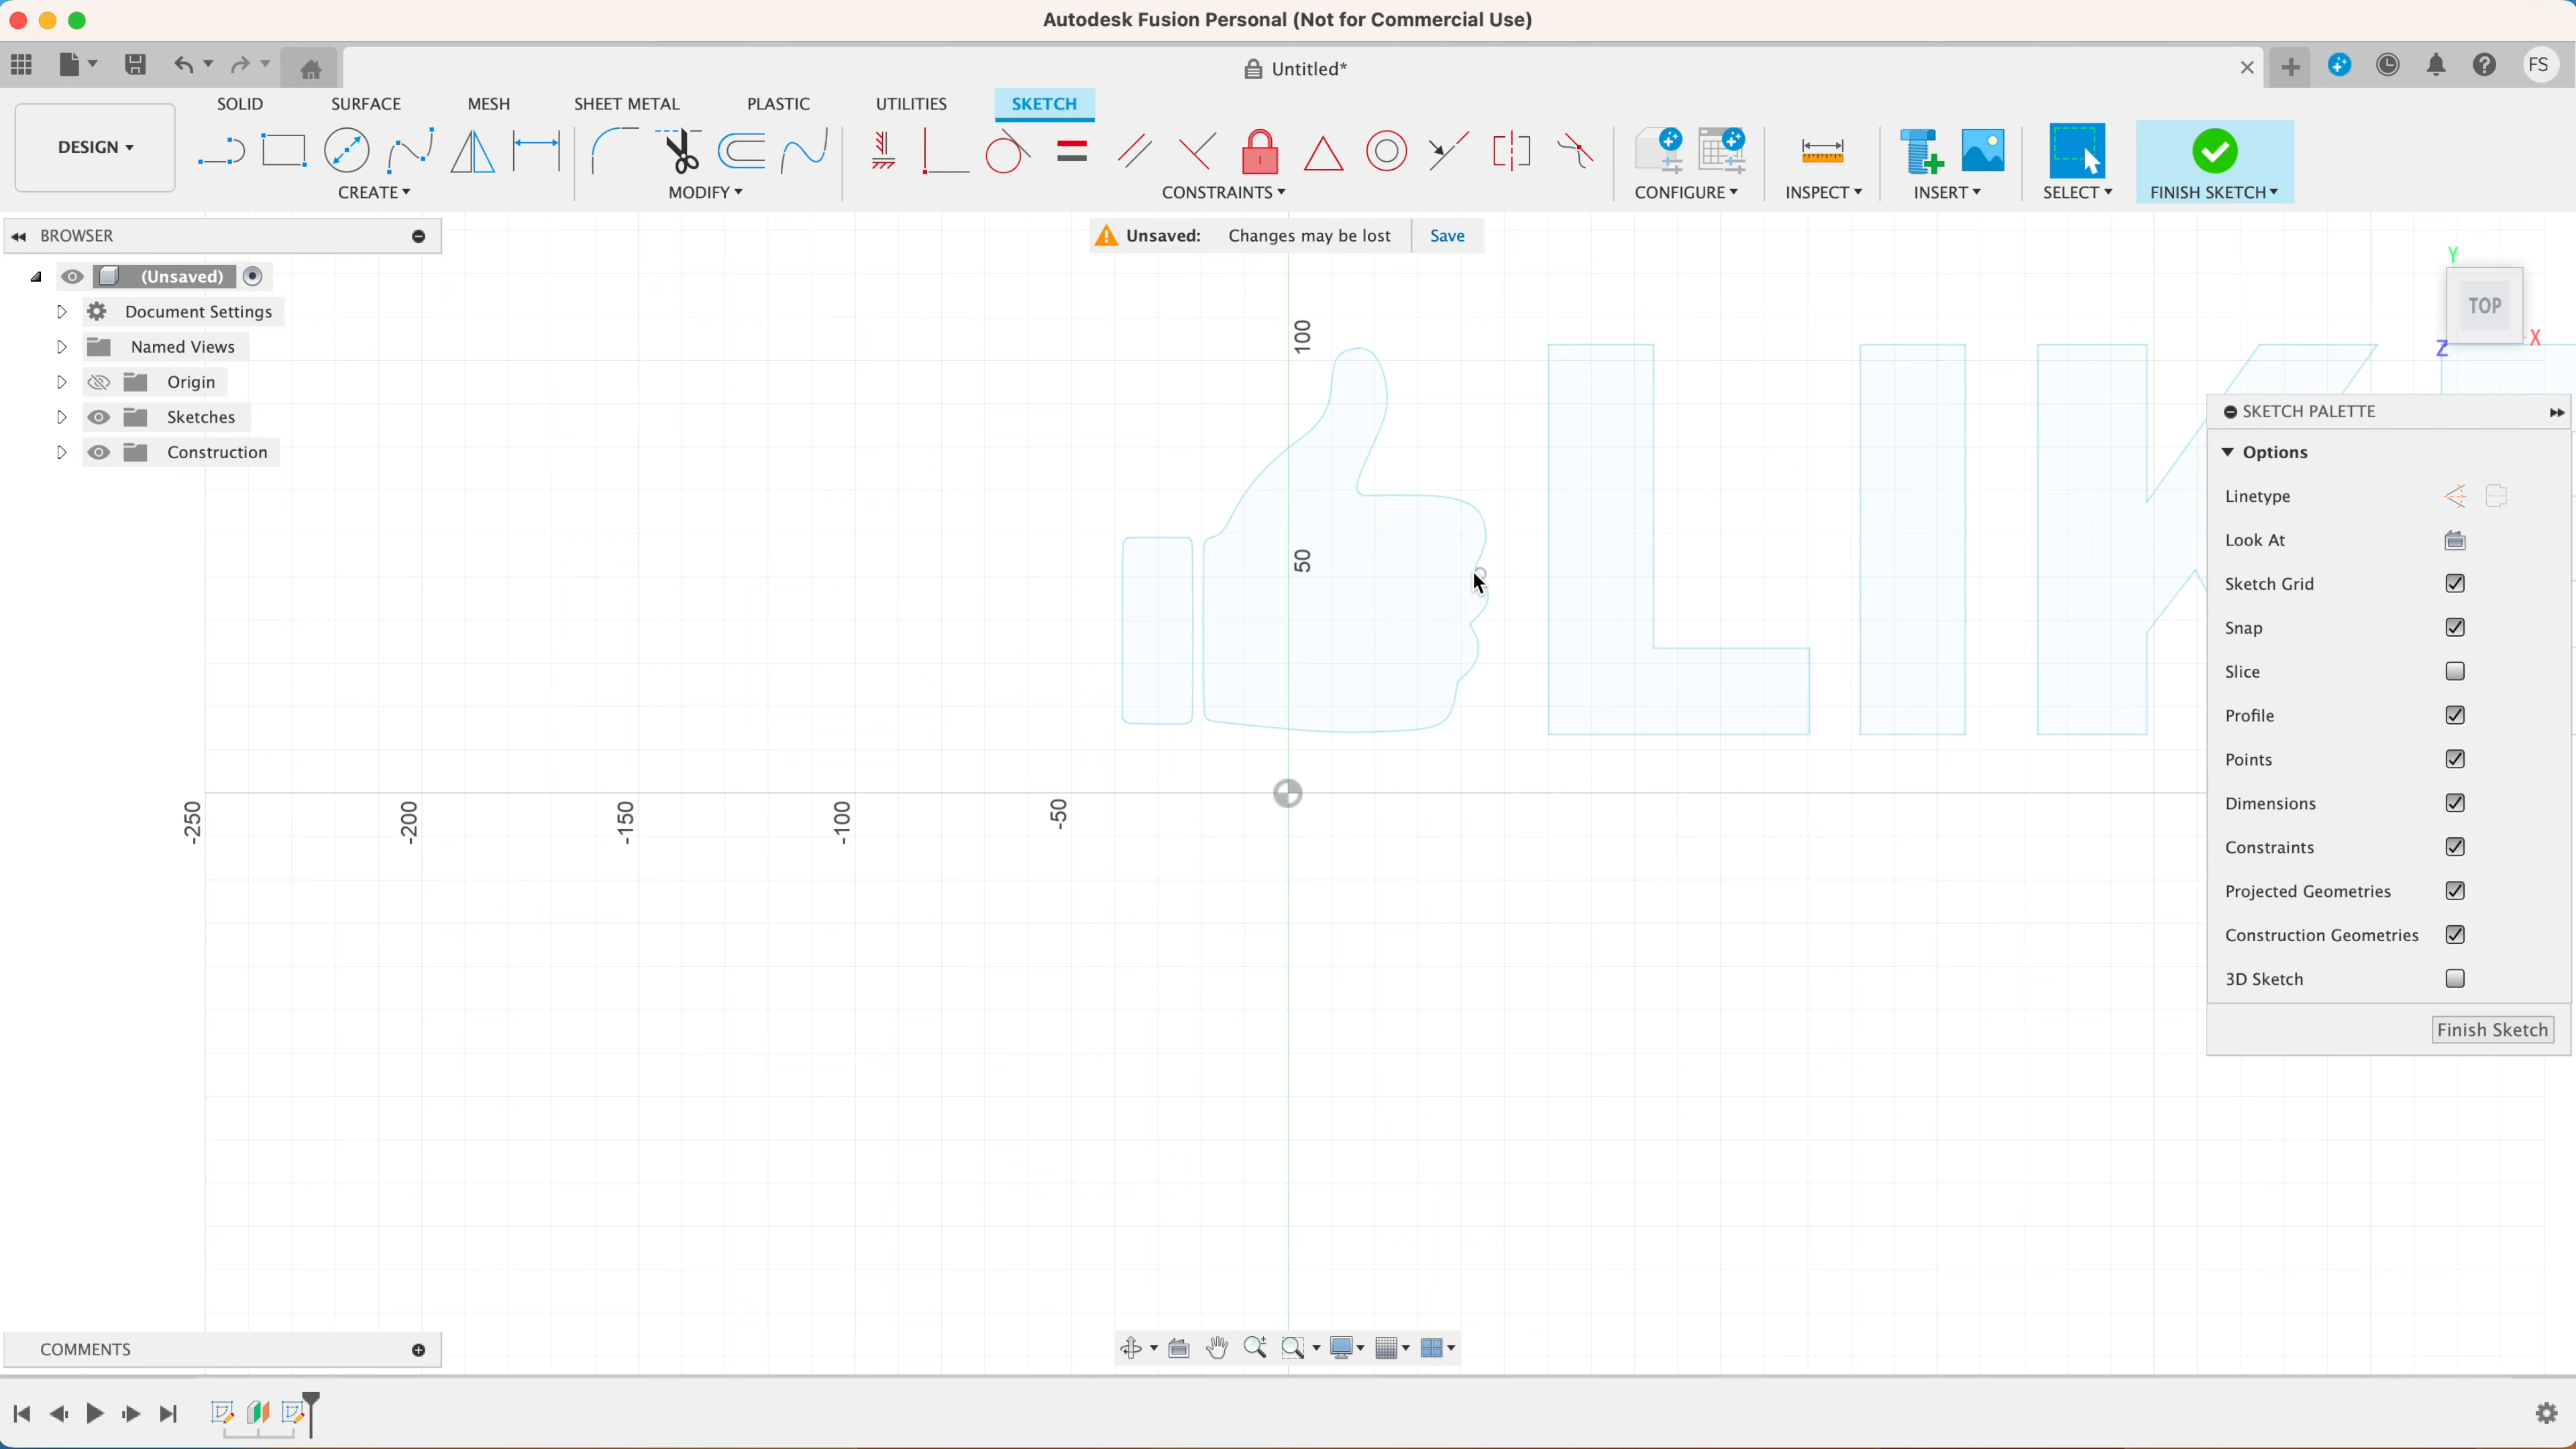 Autodesk Fusion Personal (Not for Commercial Use)
Untitled*
FS
SOLID SURFACE MESH SHEET METAL PLASTIC UTILITIES SKETCH
DESIGN
CREATE MODIFY CONSTRAINTS CONFIGURE INSPECT INSERT SELECT FINISH SKETCH
BROWSER
Unsaved: Changes may be lost Save
(Unsaved)
Document Settings
Named Views
Origin
Sketches
Construction
Y
TOP
X
Z
100
50
LIK
-250
-200
-150
-100
-50
SKETCH PALETTE
Options
Linetype
Look At
Sketch Grid
Snap
Slice
Profile
Points
Dimensions
Constraints
Projected Geometries
Construction Geometries
3D Sketch
Finish Sketch
COMMENTS